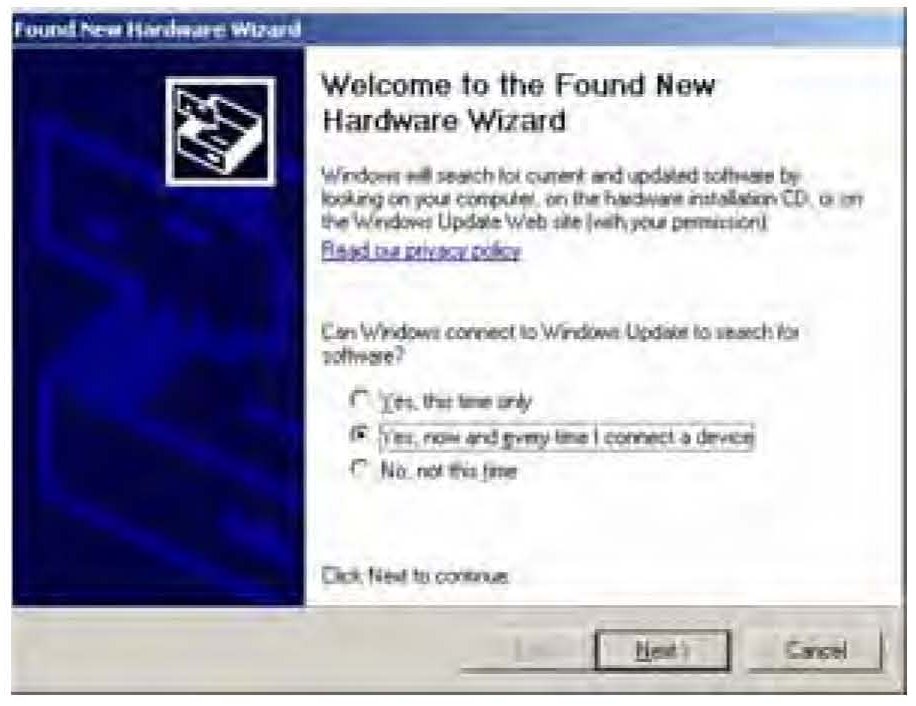 Found New Hardware Wizard
Welcome to the Found New
Hardware Wizard
Windows will search for current and updated software by
looking on your computer, on the hardware installation CD, or on
the Windows Update Web site (with your permission).
Read our privacy policy
Can Windows connect to Windows Update to search for
software?
Yes, this time only
Yes, now and every time I connect a device
No, not this time
Click Next to continue.
Next >
Cancel